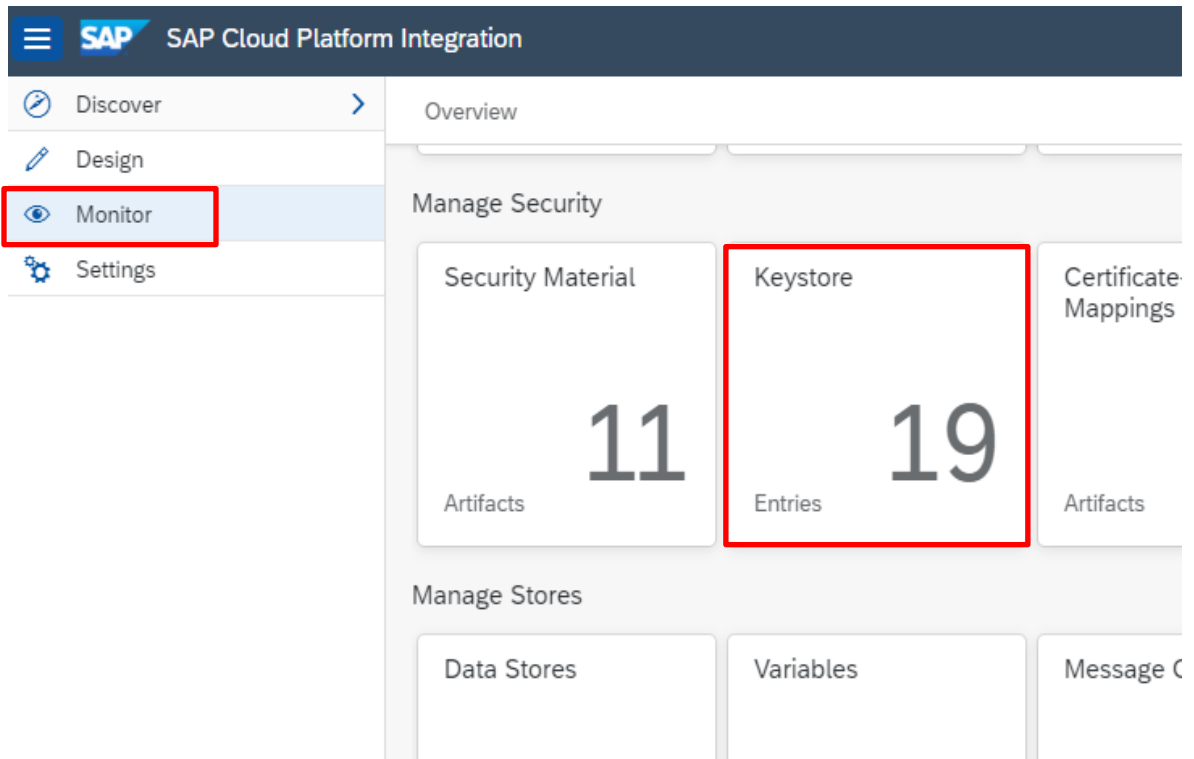 SAP SAP Cloud Platform Integration
Discover
Design
Monitor
Settings
Overview
Manage Security
Security Material
11
Artifacts
Keystore
19
Entries
Certificate-
Mappings
Artifacts
Manage Stores
Data Stores
Variables
Message